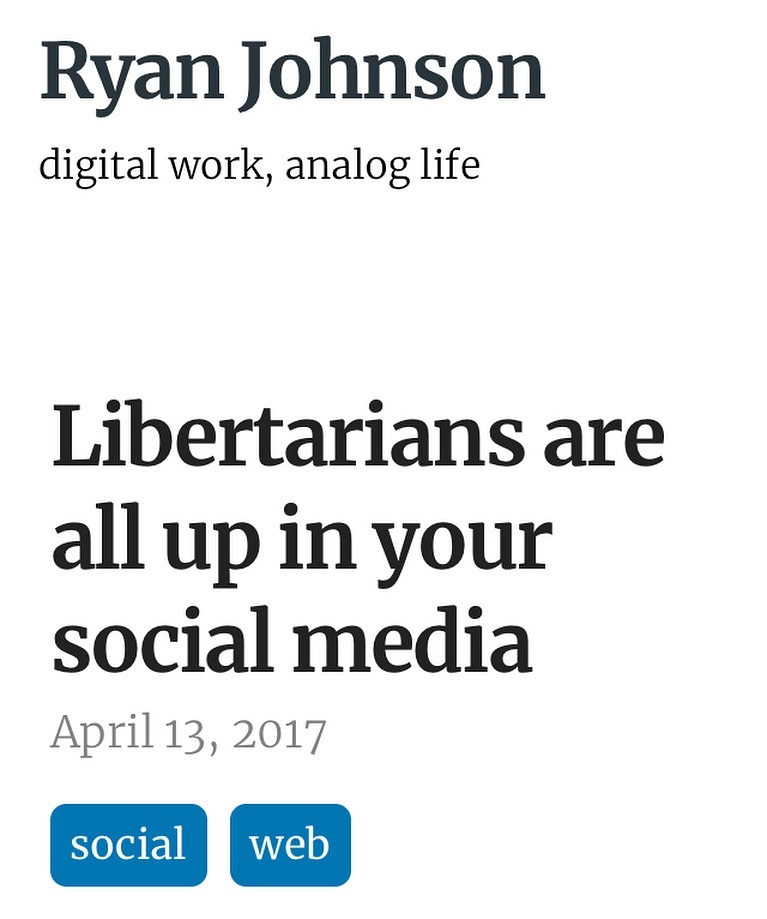 Ryan Johnson
digital work, analog life
Libertarians are
all up in your
social media
April 13, 2017
social web